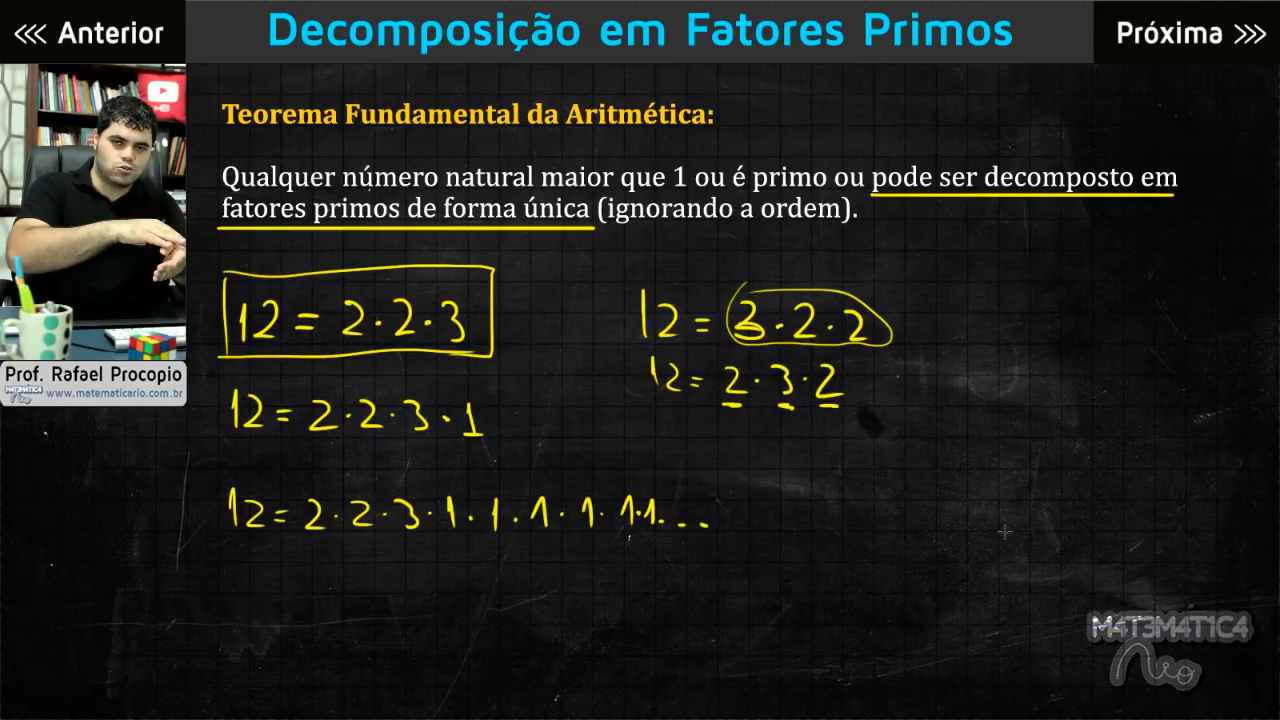 <<< Anterior
Decomposição em Fatores Primos
Próxima >>>
Teorema Fundamental da Aritmética:
Qualquer número natural maior que 1 ou é primo ou pode ser decomposto em
fatores primos de forma única (ignorando a ordem).
12 = 2·2·3
12 = 3·2·2
12 = 2·3·2
12 = 2·2·3·1
12 = 2·2·3·1·1·1·1·1·1...
Prof. Rafael Procopio
MATEMÁTICA Rio
www.matematicario.com.br
M4T3MÁT1C4
Rio